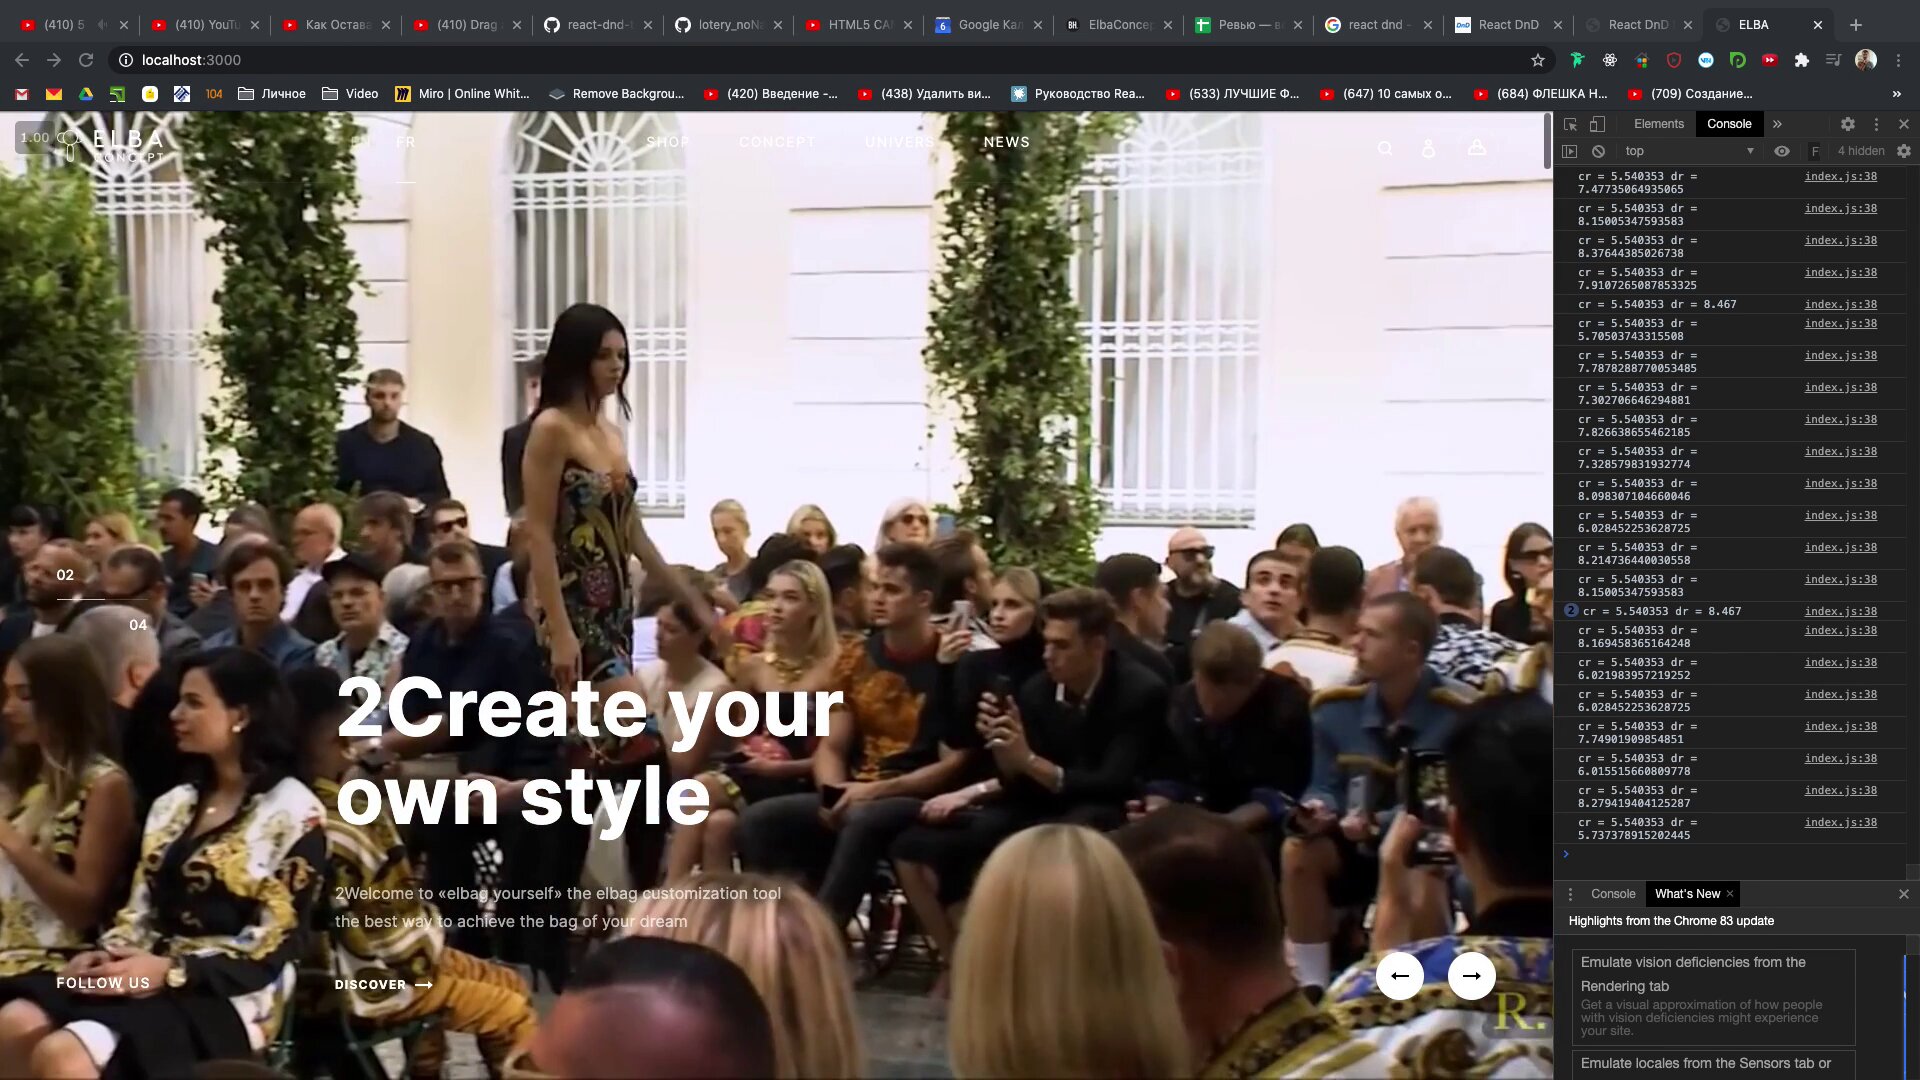 (410) 5
(410) YouTu
Как Остава
(410) Drag
react-dnd-t
lotery_noNa
HTML5 CAN
Google Кал
ElbaConcep
Ревью — в
react dnd -
React DnD
React DnD
ELBA
localhost:3000
104
Личное
Video
Miro | Online Whit...
Remove Backgrou...
(420) Введение -...
(438) Удалить ви...
Руководство Rea...
(533) ЛУЧШИЕ Ф...
(647) 10 самых о...
(684) ФЛЕШКА Н...
(709) Создание...
»
1.00
ELBA
CONCEPT
EN
FR
SHOP
CONCEPT
UNIVERS
NEWS
02
04
2Create your
own style
2Welcome to «elbag yourself» the elbag customization tool
the best way to achieve the bag of your dream
FOLLOW US
DISCOVER
R.
Elements
Console
»
top
F
4 hidden
cr = 5.540353 dr = index.js:38
7.47735064935065
cr = 5.540353 dr = index.js:38
8.15005347593583
cr = 5.540353 dr = index.js:38
8.37644385026738
cr = 5.540353 dr = index.js:38
7.9107265087853325
cr = 5.540353 dr = 8.467 index.js:38
cr = 5.540353 dr = index.js:38
5.70503743315508
cr = 5.540353 dr = index.js:38
7.7878288770053485
cr = 5.540353 dr = index.js:38
7.302706646294881
cr = 5.540353 dr = index.js:38
7.826638655462185
cr = 5.540353 dr = index.js:38
7.328579831932774
cr = 5.540353 dr = index.js:38
8.098307104660046
cr = 5.540353 dr = index.js:38
6.028452253628725
cr = 5.540353 dr = index.js:38
8.214736440030558
cr = 5.540353 dr = index.js:38
8.15005347593583
2 cr = 5.540353 dr = 8.467 index.js:38
cr = 5.540353 dr = index.js:38
8.169458365164248
cr = 5.540353 dr = index.js:38
6.021983957219252
cr = 5.540353 dr = index.js:38
6.028452253628725
cr = 5.540353 dr = index.js:38
7.74901909854851
cr = 5.540353 dr = index.js:38
6.015515660809778
cr = 5.540353 dr = index.js:38
8.279419404125287
cr = 5.540353 dr = index.js:38
5.737378915202445
Console
What's New
Highlights from the Chrome 83 update
Emulate vision deficiencies from the
Rendering tab
Get a visual approximation of how people
with vision deficiencies might experience
your site.
Emulate locales from the Sensors tab or